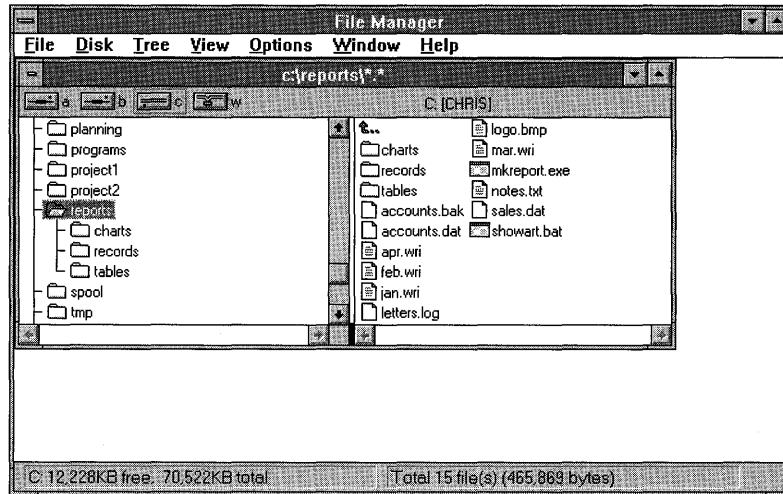 File Manager
File Disk Tree View Options Window Help
c:\reports\*.*
a b c w
C: [CHRIS]
planning
programs
project1
project2
reports
charts
records
tables
spool
tmp
..
charts
records
tables
accounts.bak
accounts.dat
apr.wri
feb.wri
jan.wri
letters.log
logo.bmp
mar.wri
mkreport.exe
notes.txt
sales.dat
showart.bat
C: 12,228KB free, 70,522KB total
Total 15 file(s) (465,869 bytes)